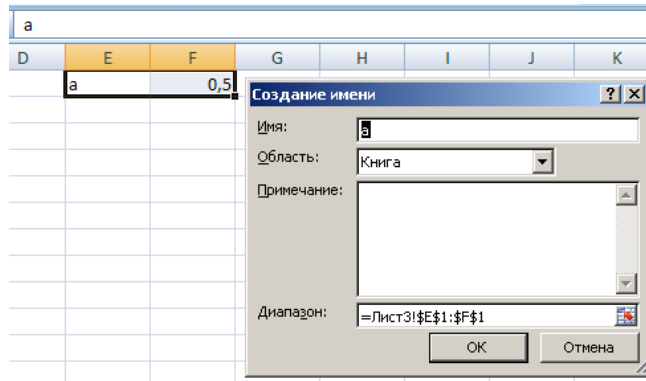 a
D E F G H I J K
a 0,5
Создание имени
Имя: a
Область: Книга
Примечание:
Диапазон: =Лист3!$E$1:$F$1
ОК Отмена